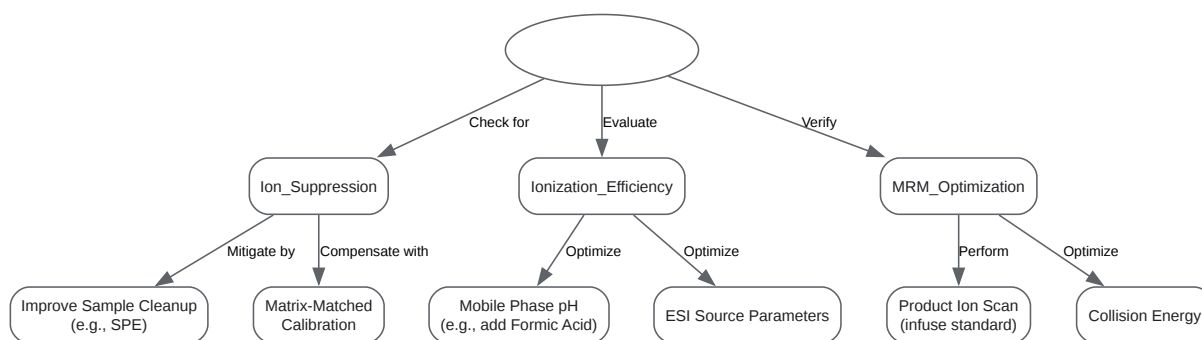 Check for
Evaluate
Verify
Ion_Suppression
Ionization_Efficiency
MRM_Optimization
Mitigate by
Compensate with
Optimize
Optimize
Perform
Optimize
Improve Sample Cleanup
(e.g., SPE)
Matrix-Matched
Calibration
Mobile Phase pH
(e.g., add Formic Acid)
ESI Source Parameters
Product Ion Scan
(infuse standard)
Collision Energy